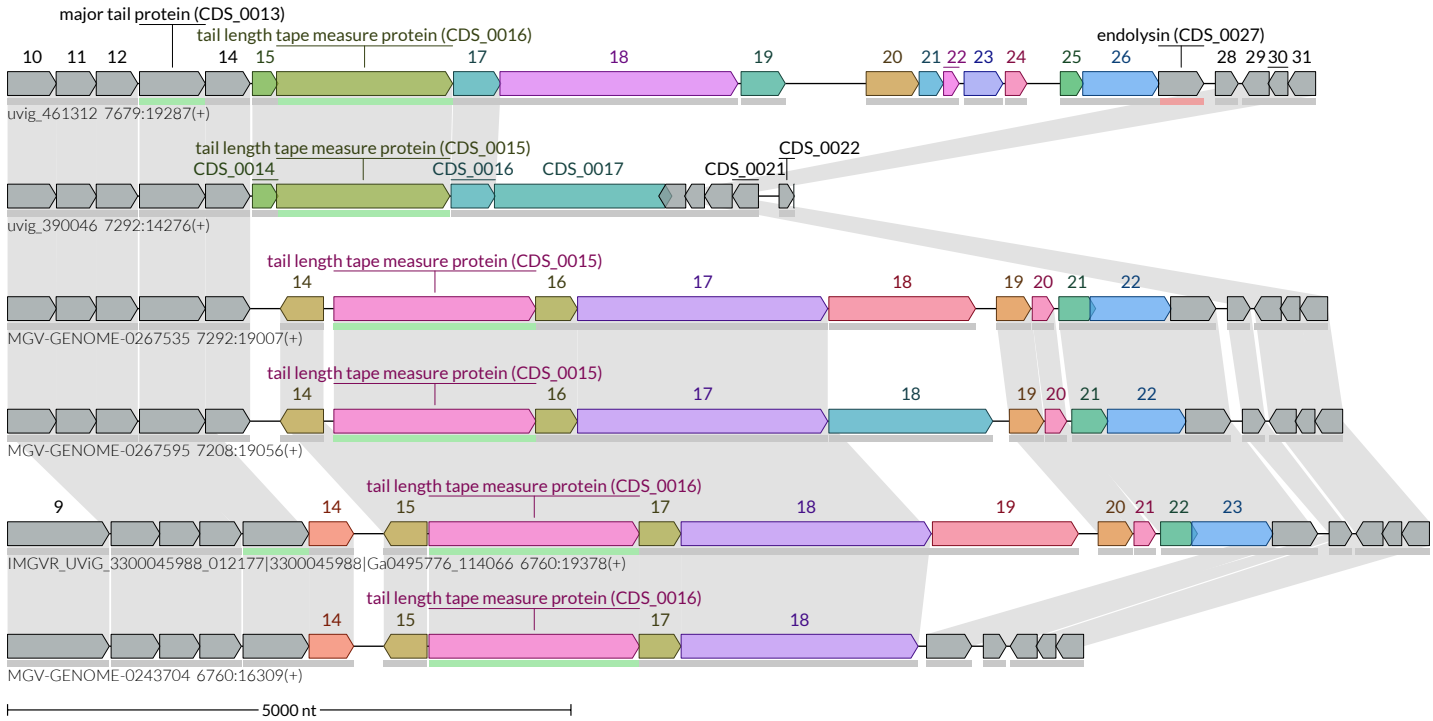 major tail protein (CDS_0013)
tail length tape measure protein (CDS_0016) endolysin (CDS_0027)
10 11 12 14 15 17 18 19 20 21 22 23 24 25 26 28 29 30 31
uvig_461312 7679:19287(+)
tail length tape measure protein (CDS_0015) CDS_0022
CDS_0014 CDS_0016 CDS_0017 CDS_0021
uvig_390046 7292:14276(+)
tail length tape measure protein (CDS_0015)
14 16 17 18 19 20 21 22
MGV-GENOME-0267535 7292:19007(+)
tail length tape measure protein (CDS_0015)
14 16 17 18 19 20 21 22
MGV-GENOME-0267595 7208:19056(+)
tail length tape measure protein (CDS_0016)
9 14 15 17 18 19 20 21 22 23
IMGVR_UViG_3300045988_012177|3300045988|Ga0495776_114066 6760:19378(+)
tail length tape measure protein (CDS_0016)
14 15 17 18
MGV-GENOME-0243704 6760:16309(+)
5000 nt